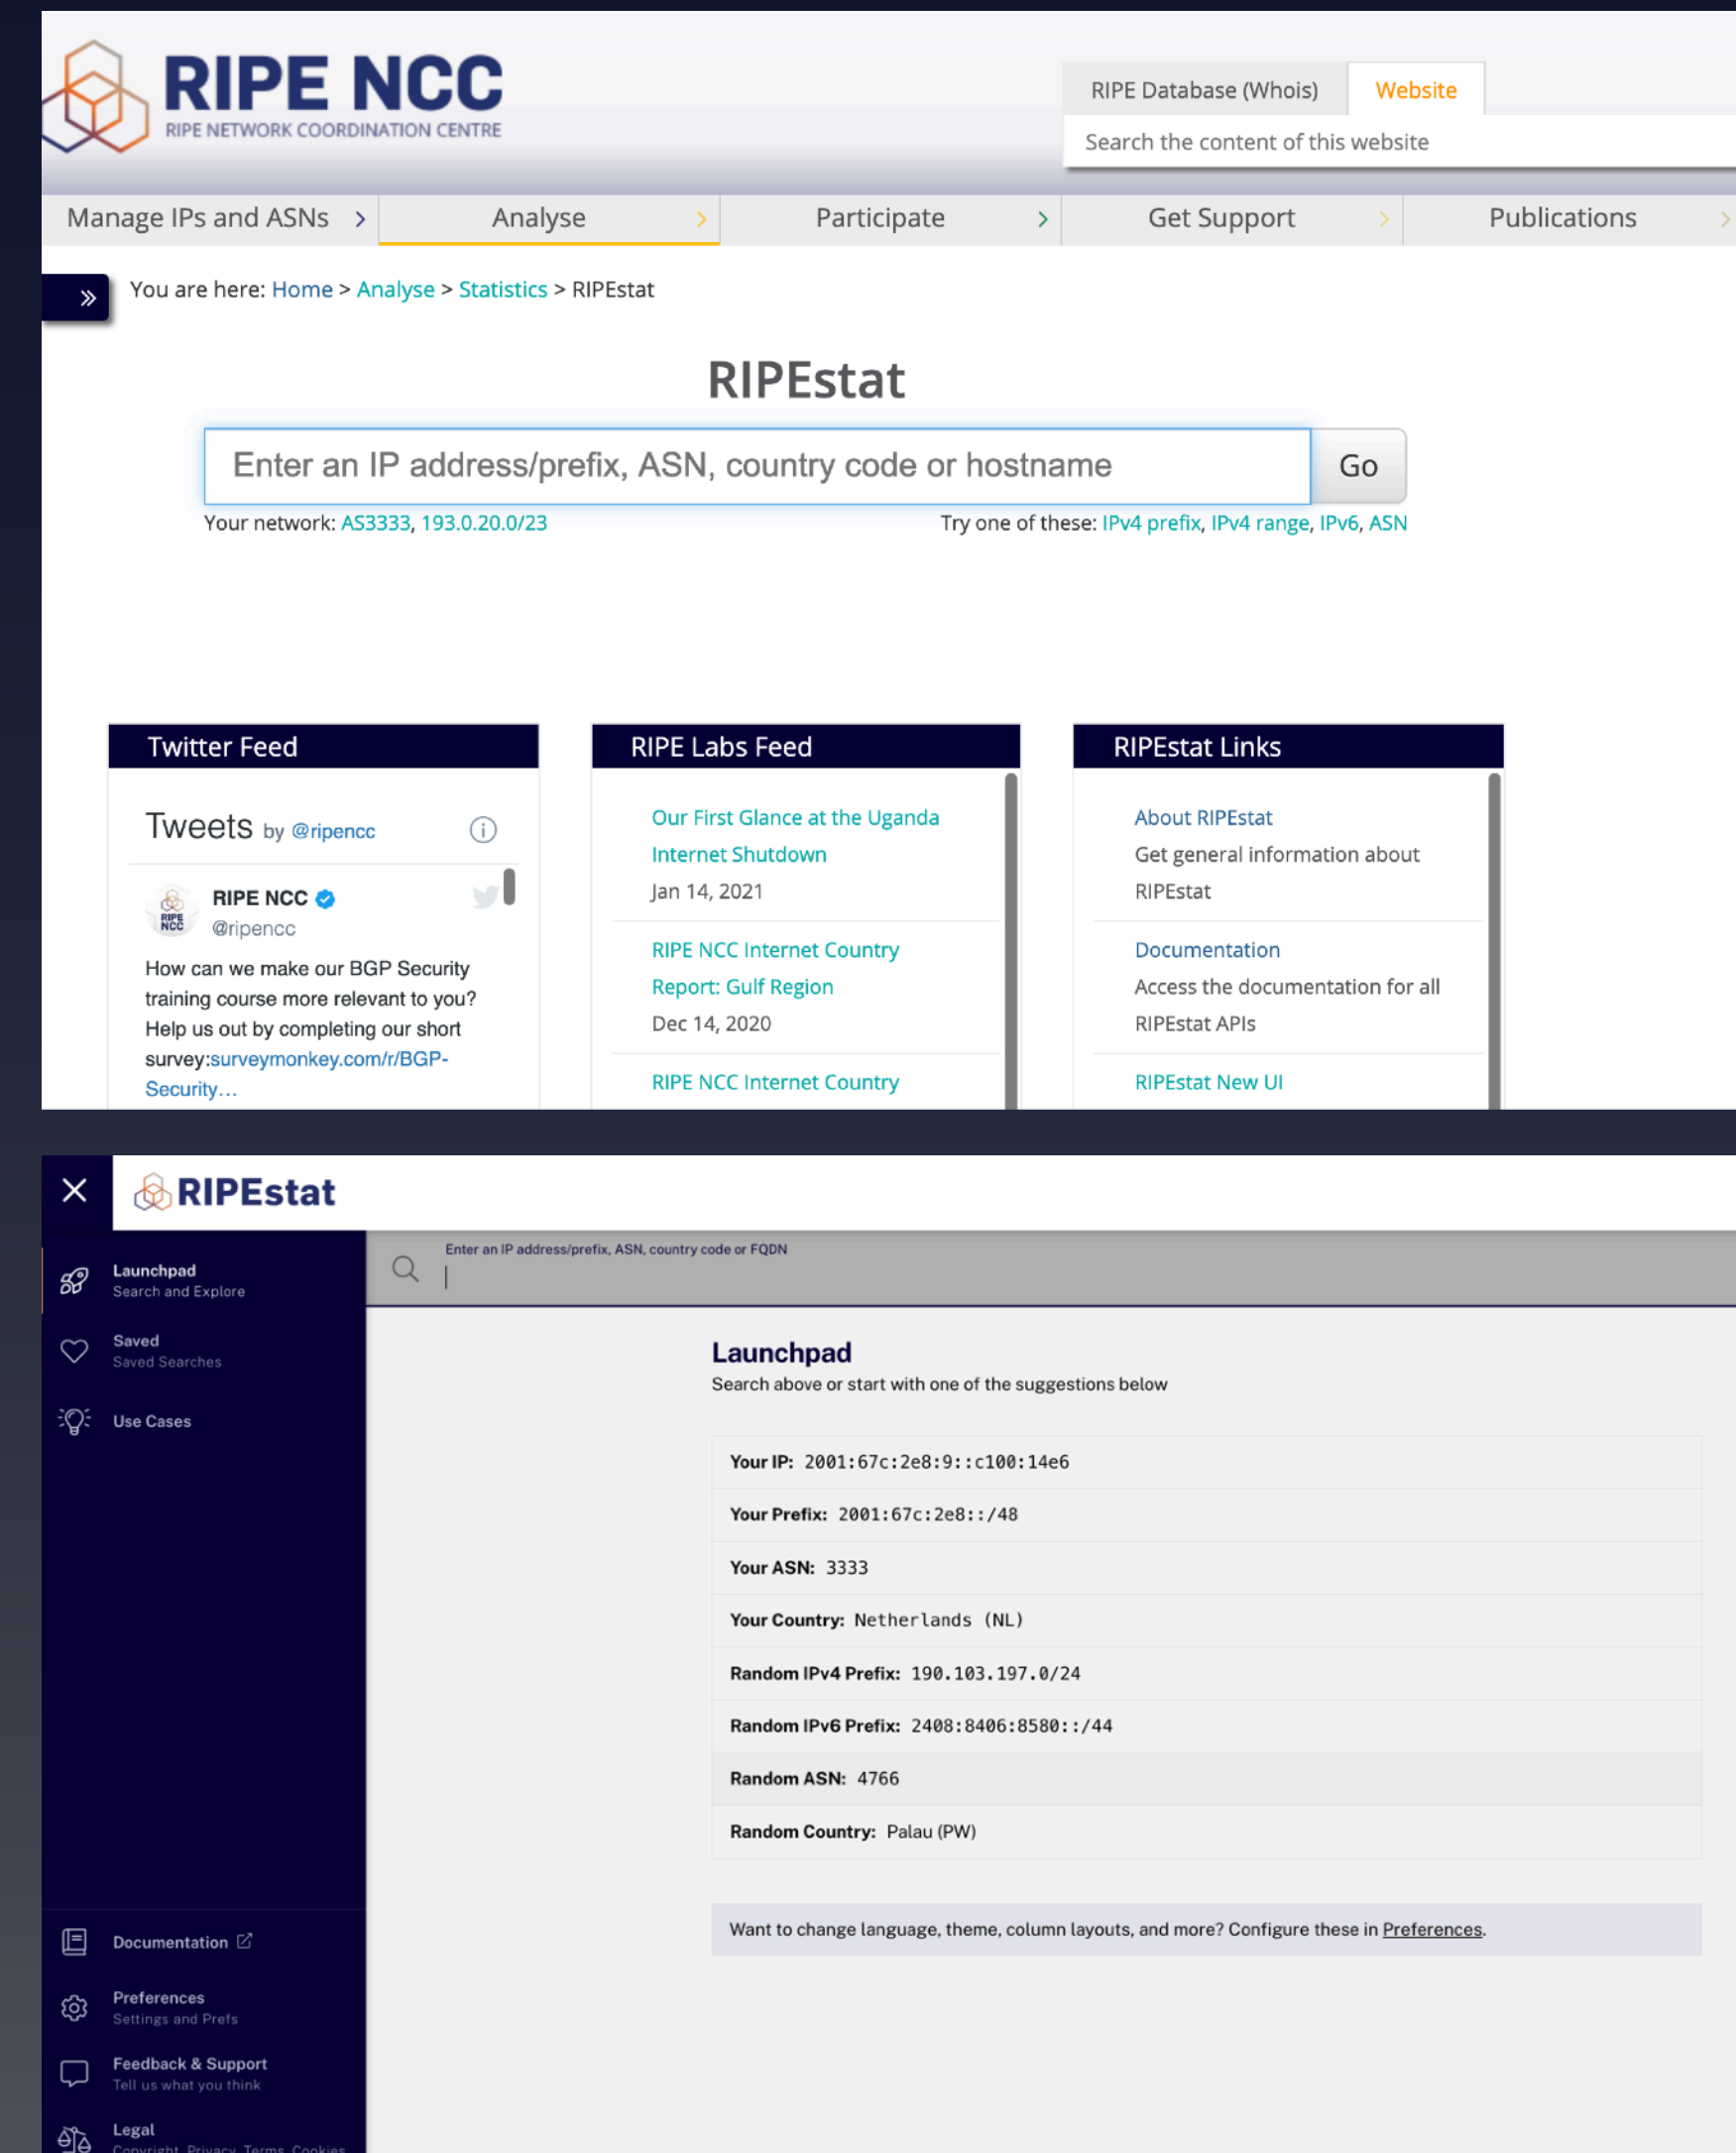 RIPE NCC
RIPE NETWORK COORDINATION CENTRE
RIPE Database (Whois) Website
Search the content of this website
Manage IPs and ASNs Analyse Participate Get Support Publications
You are here: Home > Analyse > Statistics > RIPEstat
RIPEstat
Enter an IP address/prefix, ASN, country code or hostname Go
Your network: AS3333, 193.0.20.0/23 Try one of these: IPv4 prefix, IPv4 range, IPv6, ASN
Twitter Feed
Tweets by @ripencc
RIPE NCC
RIPE NCC
@ripencc
How can we make our BGP Security
training course more relevant to you?
Help us out by completing our short
survey:surveymonkey.com/r/BGP-
Security…
RIPE Labs Feed
Our First Glance at the Uganda
Internet Shutdown
Jan 14, 2021
RIPE NCC Internet Country
Report: Gulf Region
Dec 14, 2020
RIPE NCC Internet Country
RIPEstat Links
About RIPEstat
Get general information about
RIPEstat
Documentation
Access the documentation for all
RIPEstat APIs
RIPEstat New UI
RIPEstat
Launchpad
Search and Explore
Saved
Saved Searches
Use Cases
Documentation
Preferences
Settings and Prefs
Feedback & Support
Tell us what you think
Legal
Copyright, Privacy, Terms, Cookies
Enter an IP address/prefix, ASN, country code or FQDN
Launchpad
Search above or start with one of the suggestions below
Your IP: 2001:67c:2e8:9::c100:14e6
Your Prefix: 2001:67c:2e8::/48
Your ASN: 3333
Your Country: Netherlands (NL)
Random IPv4 Prefix: 190.103.197.0/24
Random IPv6 Prefix: 2408:8406:8580::/44
Random ASN: 4766
Random Country: Palau (PW)
Want to change language, theme, column layouts, and more? Configure these in Preferences.